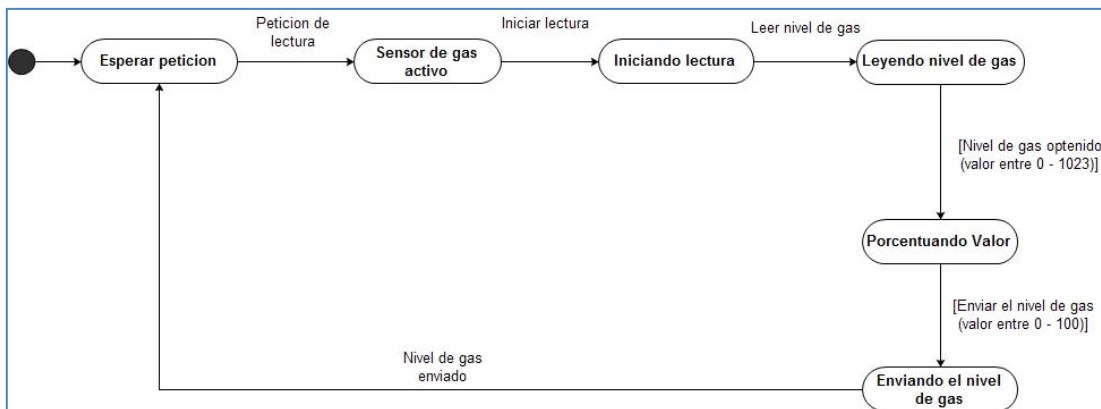 Peticion de
lectura
Iniciar lectura
Leer nivel de gas
Esperar peticion
Sensor de gas
activo
Iniciando lectura
Leyendo nivel de gas
[Nivel de gas optenido
(valor entre 0 - 1023)]
Porcentuando Valor
[Enviar el nivel de gas
(valor entre 0 - 100)]
Nivel de gas
enviado
Enviando el nivel
de gas